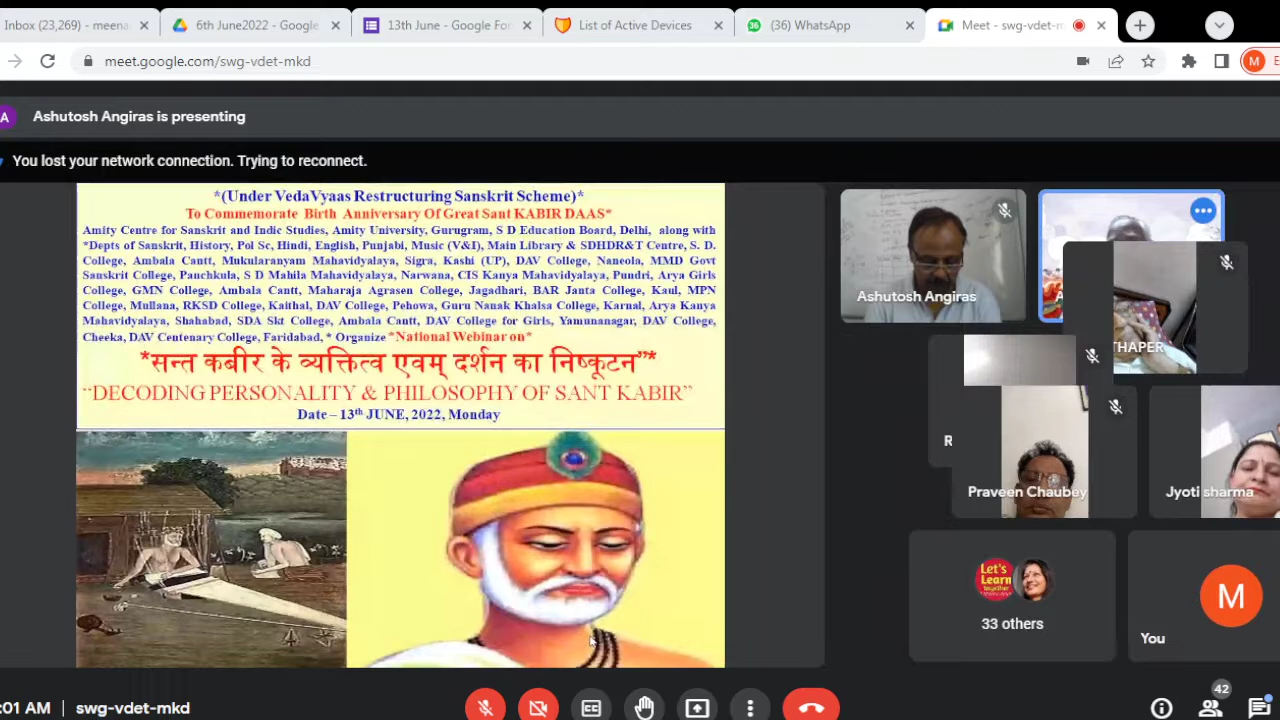 Inbox (23,269) - meena
6th June2022 - Google
13th June - Google For
List of Active Devices
(36) WhatsApp
Meet - swg-vdet-m
meet.google.com/swg-vdet-mkd
M
A
Ashutosh Angiras is presenting
You lost your network connection. Trying to reconnect.
*(Under VedaVyaas Restructuring Sanskrit Scheme)*
To Commemorate Birth Anniversary Of Great Sant KABIR DAAS*
Amity Centre for Sanskrit and Indic Studies, Amity University, Gurugram, S D Education Board, Delhi, along with
*Depts of Sanskrit, History, Pol Sc, Hindi, English, Punjabi, Music (V&I), Main Library & SDHDR&T Centre, S. D.
College, Ambala Cantt, Mukularanyam Mahavidyalaya, Sigra, Kashi (UP), DAV College, Naneola, MMD Govt
Sanskrit College, Panchkula, S D Mahila Mahavidyalaya, Narwana, CIS Kanya Mahavidyalaya, Pundri, Arya Girls
College, GMN College, Ambala Cantt, Maharaja Agrasen College, Jagadhari, BAR Janta College, Kaul, MPN
College, Mullana, RKSD College, Kaithal, DAV College, Pehowa, Guru Nanak Khalsa College, Karnal, Arya Kanya
Mahavidyalaya, Shahabad, SDA Skt College, Ambala Cantt, DAV College for Girls, Yamunanagar, DAV College,
Cheeka, DAV Centenary College, Faridabad, * Organize *National Webinar on*
*सन्त कबीर के व्यक्तित्व एवम् दर्शन का निष्कूटन”*
“DECODING PERSONALITY & PHILOSOPHY OF SANT KABIR”
Date – 13th JUNE, 2022, Monday
Ashutosh Angiras
A
THAPER
R
Praveen Chaubey
Jyoti sharma
Let's
Learn
together
33 others
M
You
:01 AM | swg-vdet-mkd
42